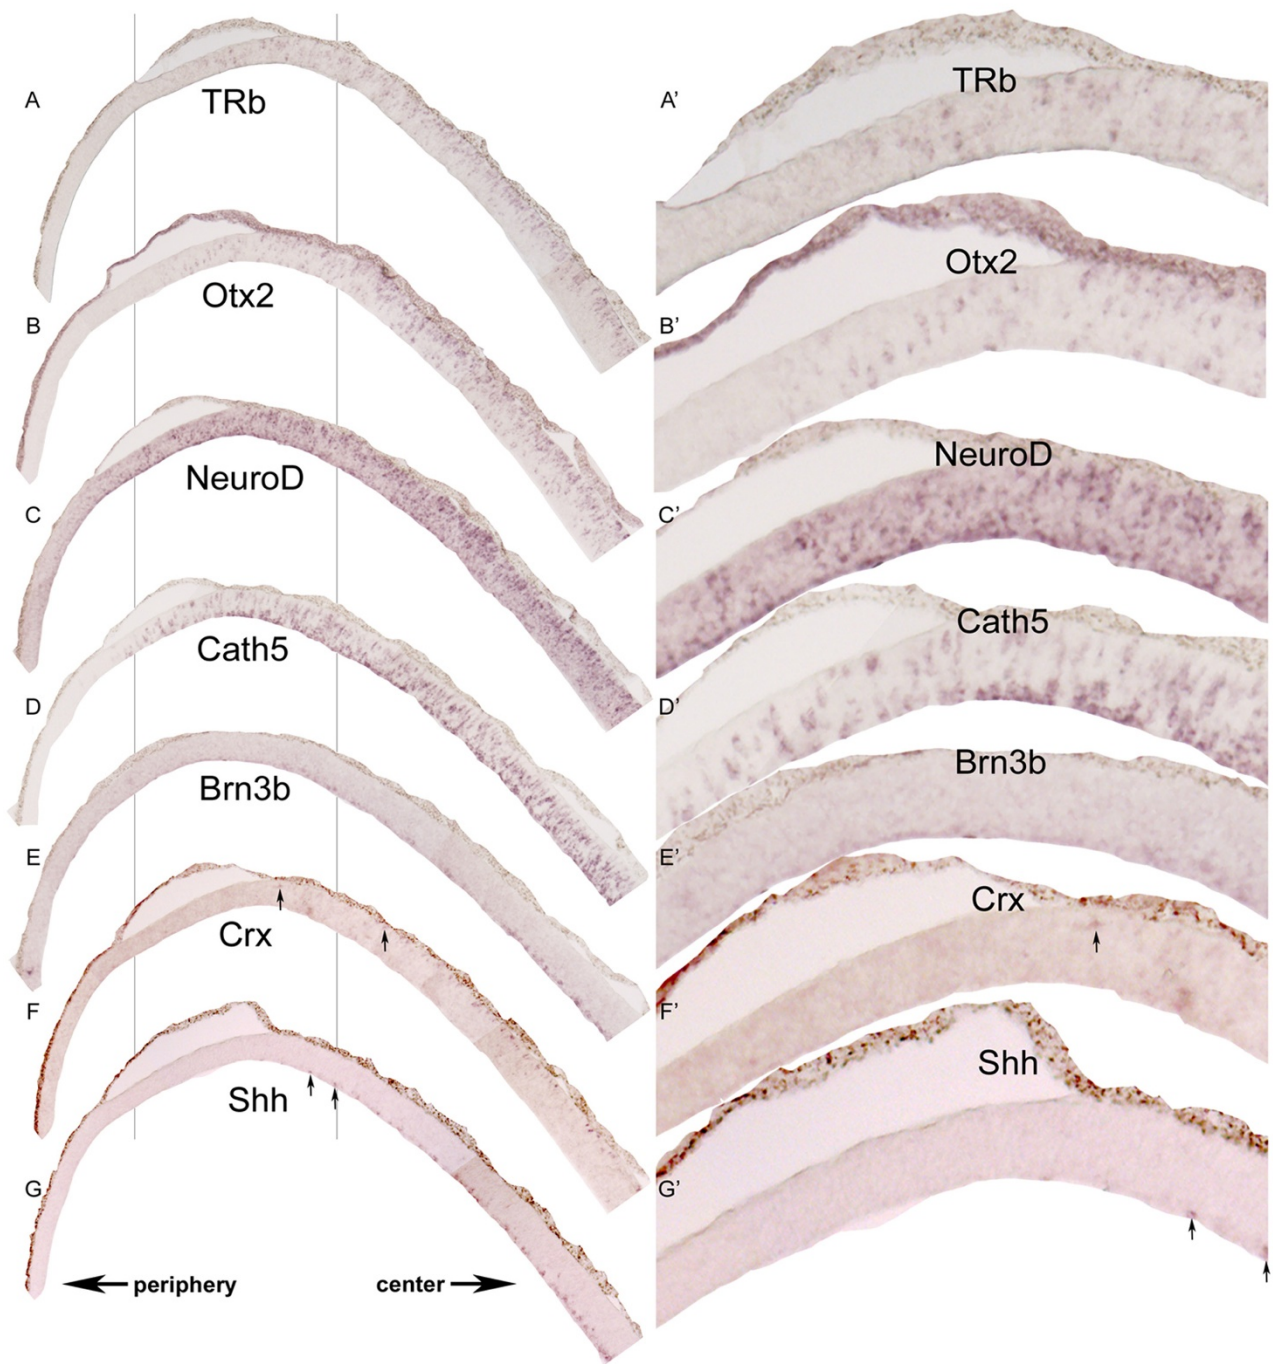 A
TRb
A’
TRb
B
Otx2
B’
Otx2
C
NeuroD
C’
NeuroD
D
Cath5
D’
Cath5
E
Brn3b
E’
Brn3b
F
Crx
F’
Crx
G
Shh
G’
Shh
periphery
center